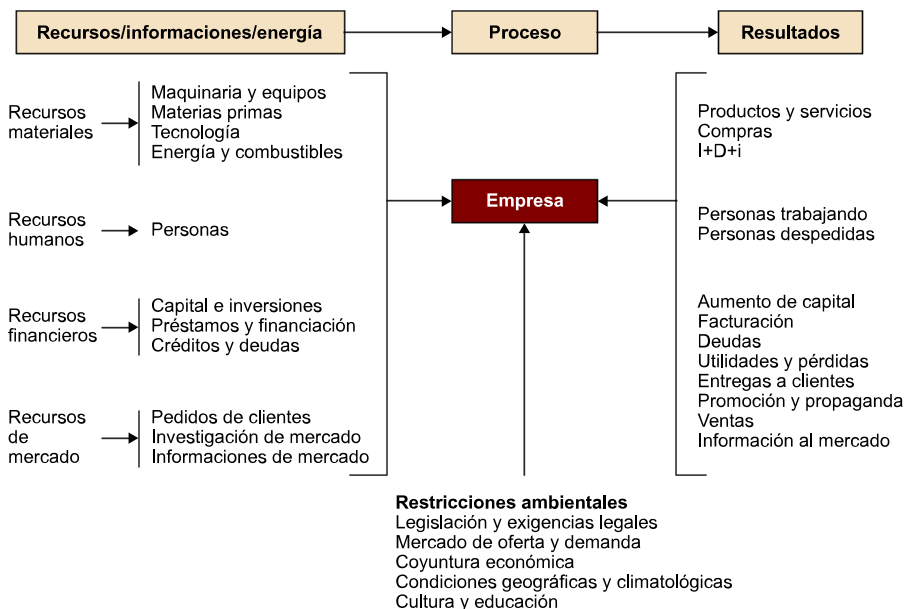 Recursos/informaciones/energía
Proceso
Resultados
Recursos
materiales
Maquinaria y equipos
Materias primas
Tecnología
Energía y combustibles
Recursos
humanos
Personas
Recursos
financieros
Capital e inversiones
Préstamos y financiación
Créditos y deudas
Recursos
de
mercado
Pedidos de clientes
Investigación de mercado
Informaciones de mercado
Empresa
Productos y servicios
Compras
I+D+i
Personas trabajando
Personas despedidas
Aumento de capital
Facturación
Deudas
Utilidades y pérdidas
Entregas a clientes
Promoción y propaganda
Ventas
Información al mercado
Restricciones ambientales
Legislación y exigencias legales
Mercado de oferta y demanda
Coyuntura económica
Condiciones geográficas y climatológicas
Cultura y educación